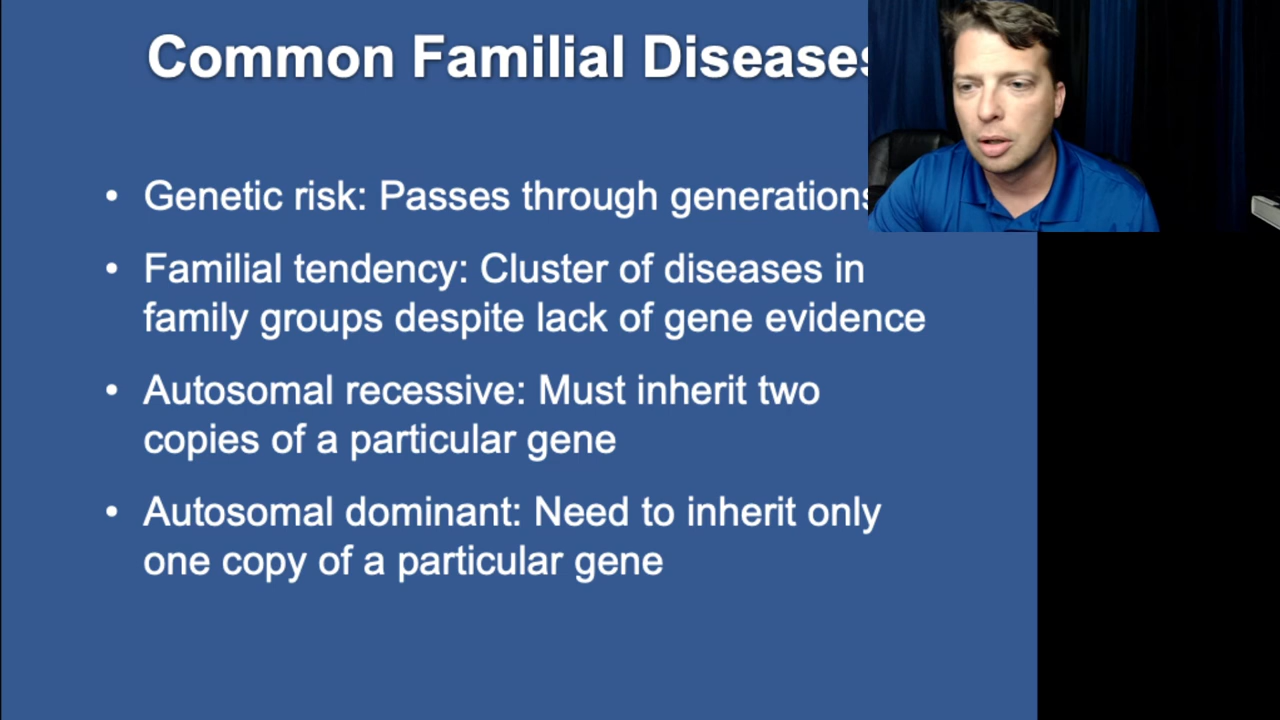 Common Familial Diseases
• Genetic risk: Passes through generations
• Familial tendency: Cluster of diseases in
family groups despite lack of gene evidence
• Autosomal recessive: Must inherit two
copies of a particular gene
• Autosomal dominant: Need to inherit only
one copy of a particular gene